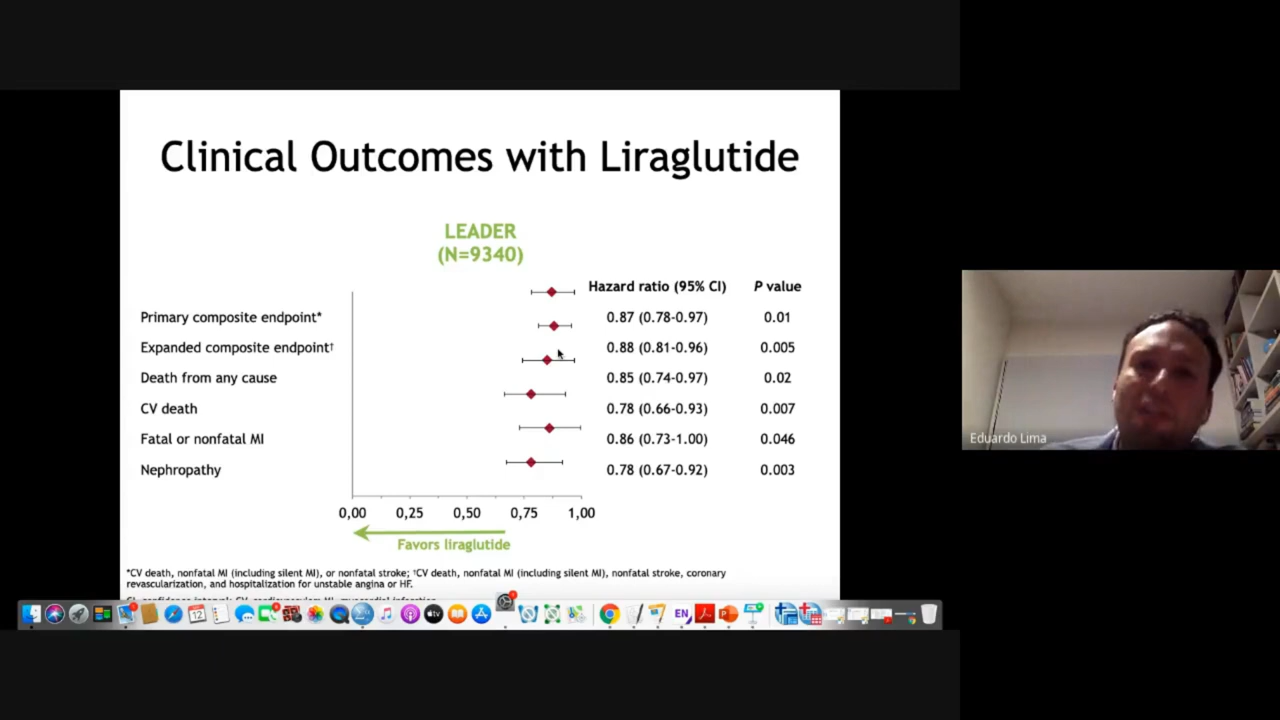 Clinical Outcomes with Liraglutide
LEADER
(N=9340)
Hazard ratio (95% CI) P value
Primary composite endpoint* 0.87 (0.78-0.97) 0.01
Expanded composite endpoint† 0.88 (0.81-0.96) 0.005
Death from any cause 0.85 (0.74-0.97) 0.02
CV death 0.78 (0.66-0.93) 0.007
Fatal or nonfatal MI 0.86 (0.73-1.00) 0.046
Nephropathy 0.78 (0.67-0.92) 0.003
0,00 0,25 0,50 0,75 1,00
Favors liraglutide
*CV death, nonfatal MI (including silent MI), or nonfatal stroke; †CV death, nonfatal MI (including silent MI), nonfatal stroke, coronary
revascularization, and hospitalization for unstable angina or HF.
12
tv
EN
Eduardo Lima